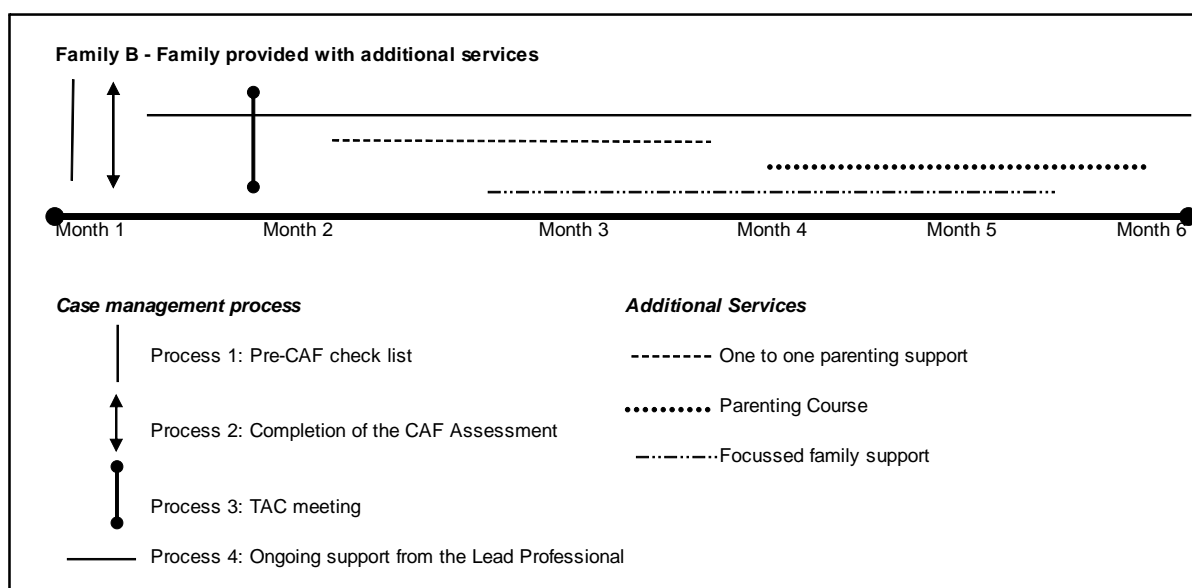 Family B - Family provided with additional services
Month 1 Month 2 Month 3 Month 4 Month 5 Month 6
Case management process
Process 1: Pre-CAF check list
Process 2: Completion of the CAF Assessment
Process 3: TAC meeting
Process 4: Ongoing support from the Lead Professional
Additional Services
One to one parenting support
Parenting Course
Focussed family support